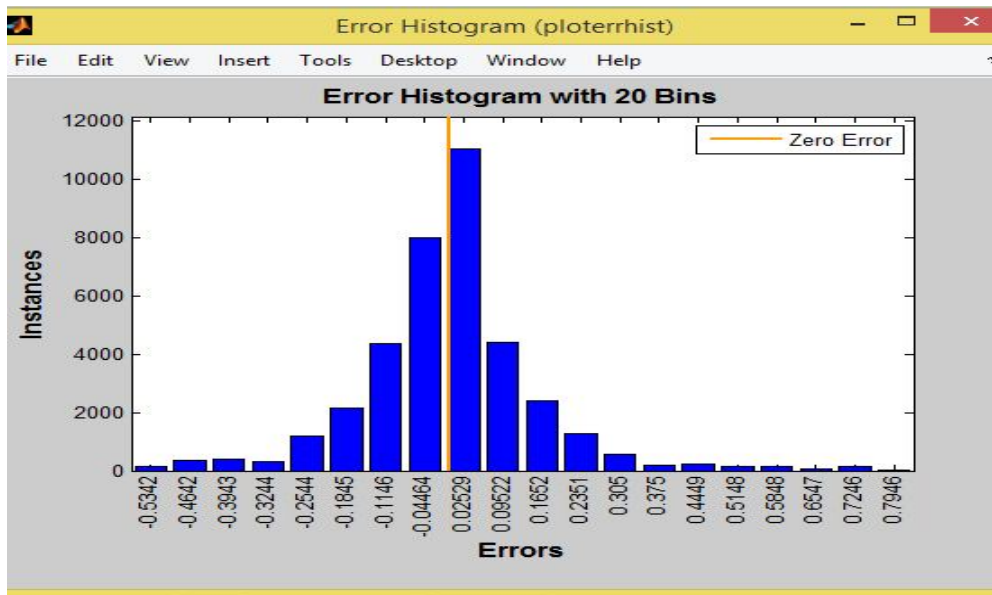 Error Histogram (ploterrhist)
File Edit View Insert Tools Desktop Window Help
Error Histogram with 20 Bins
Zero Error
12000
10000
8000
6000
4000
2000
0
Instances
-0.5342 -0.4642 -0.3943 -0.3244 -0.2544 -0.1845 -0.1146 -0.04464 0.02529 0.09522 0.1652 0.2351 0.305 0.375 0.4449 0.5148 0.5848 0.6547 0.7246 0.7946
Errors